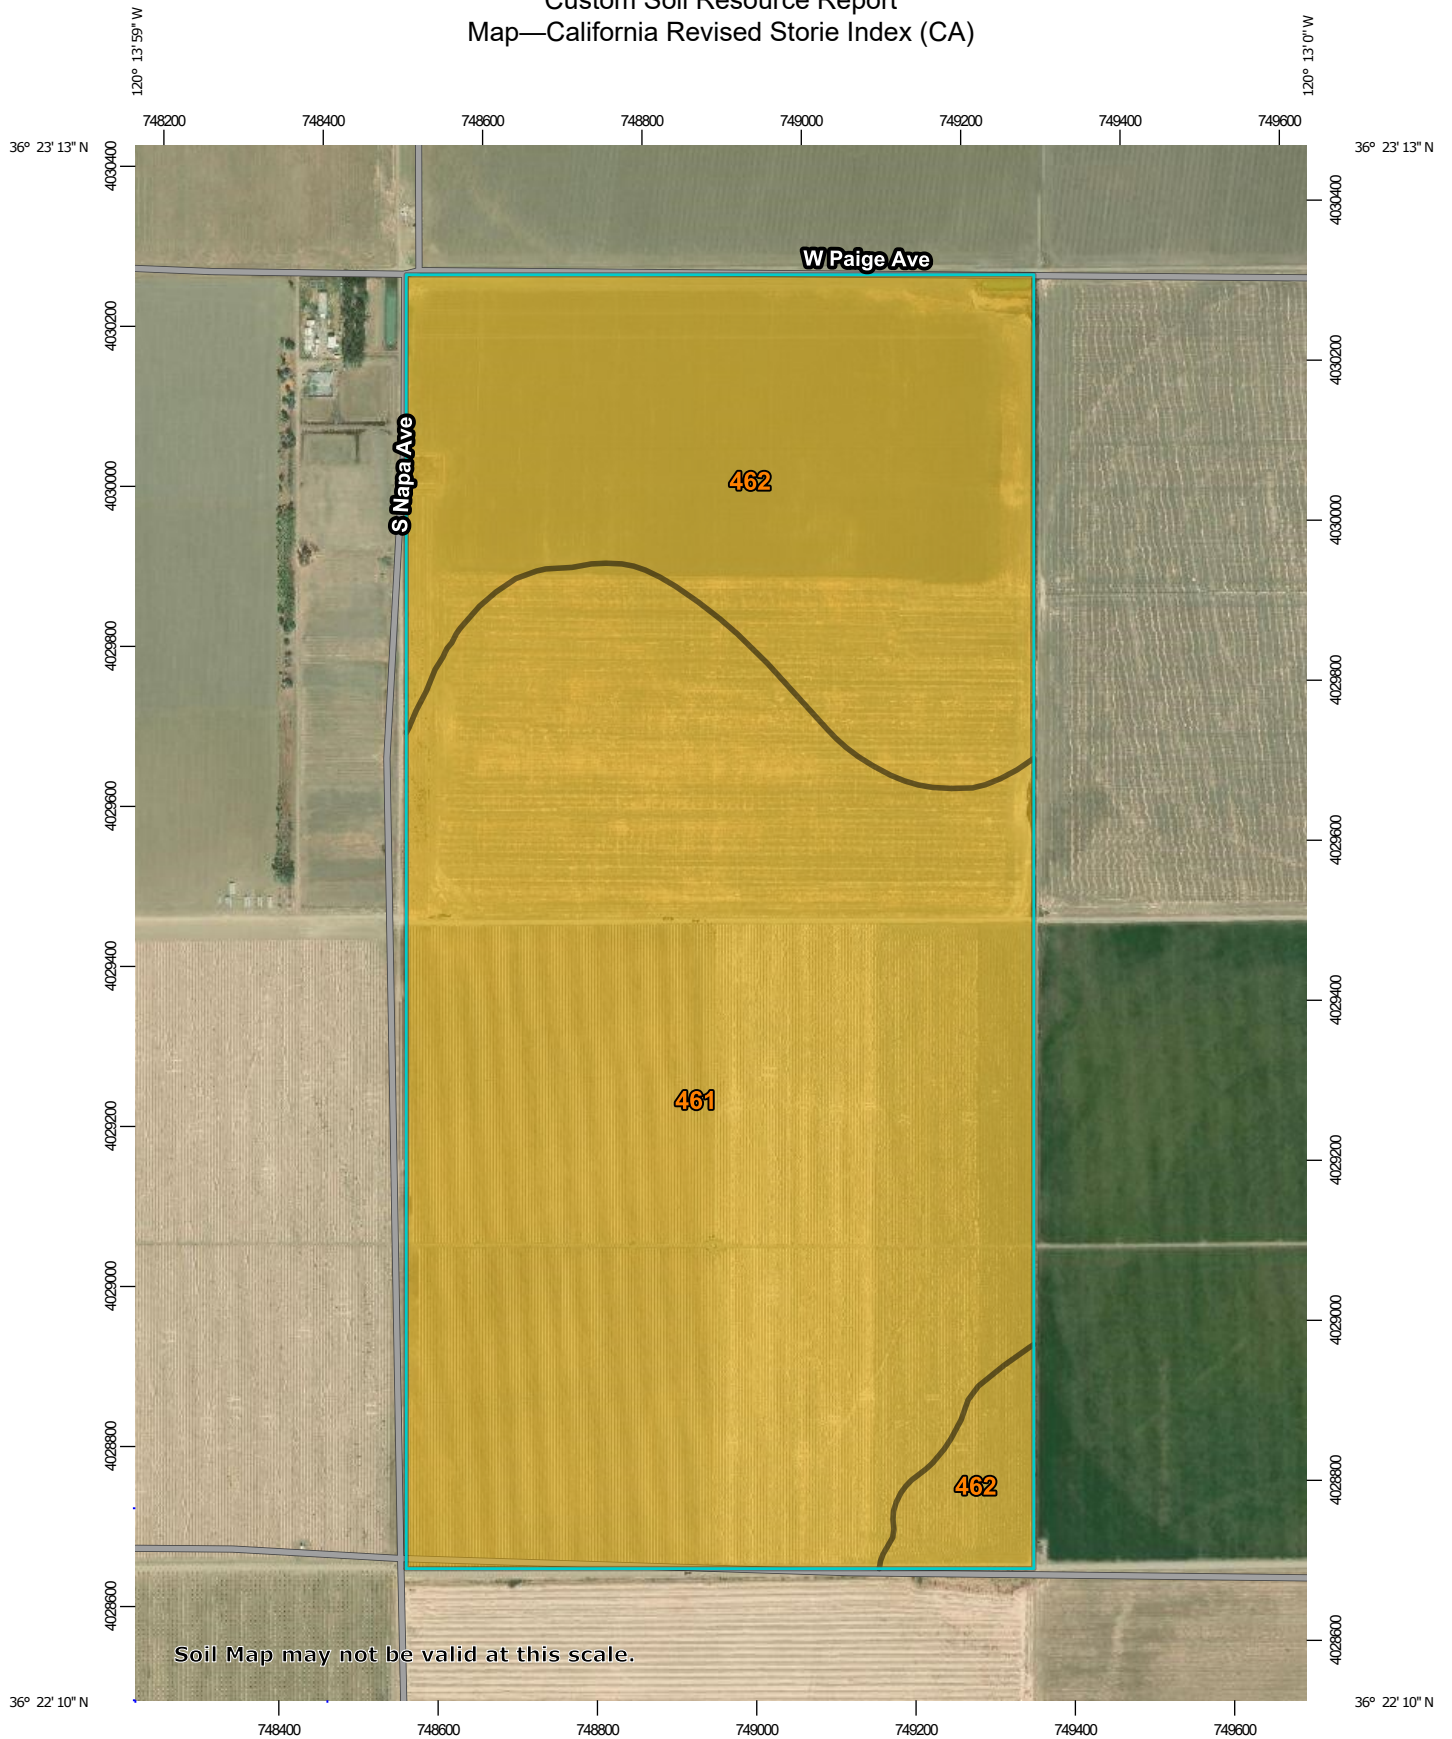 Custom Soil Resource Report
Map—California Revised Storie Index (CA)
120° 13' 59" W
120° 13' 0" W
748200 748400 748600 748800 749000 749200 749400 749600
36° 23' 13" N
36° 23' 13" N
4030400
4030400
W Paige Ave
4030200
4030200
S Napa Ave
462
4030000
4030000
4029800
4029800
4029600
4029600
4029400
4029400
461
4029200
4029200
4029000
4029000
4028800
4028800
462
4028600
4028600
Soil Map may not be valid at this scale.
36° 22' 10" N
36° 22' 10" N
748400 748600 748800 749000 749200 749400 749600